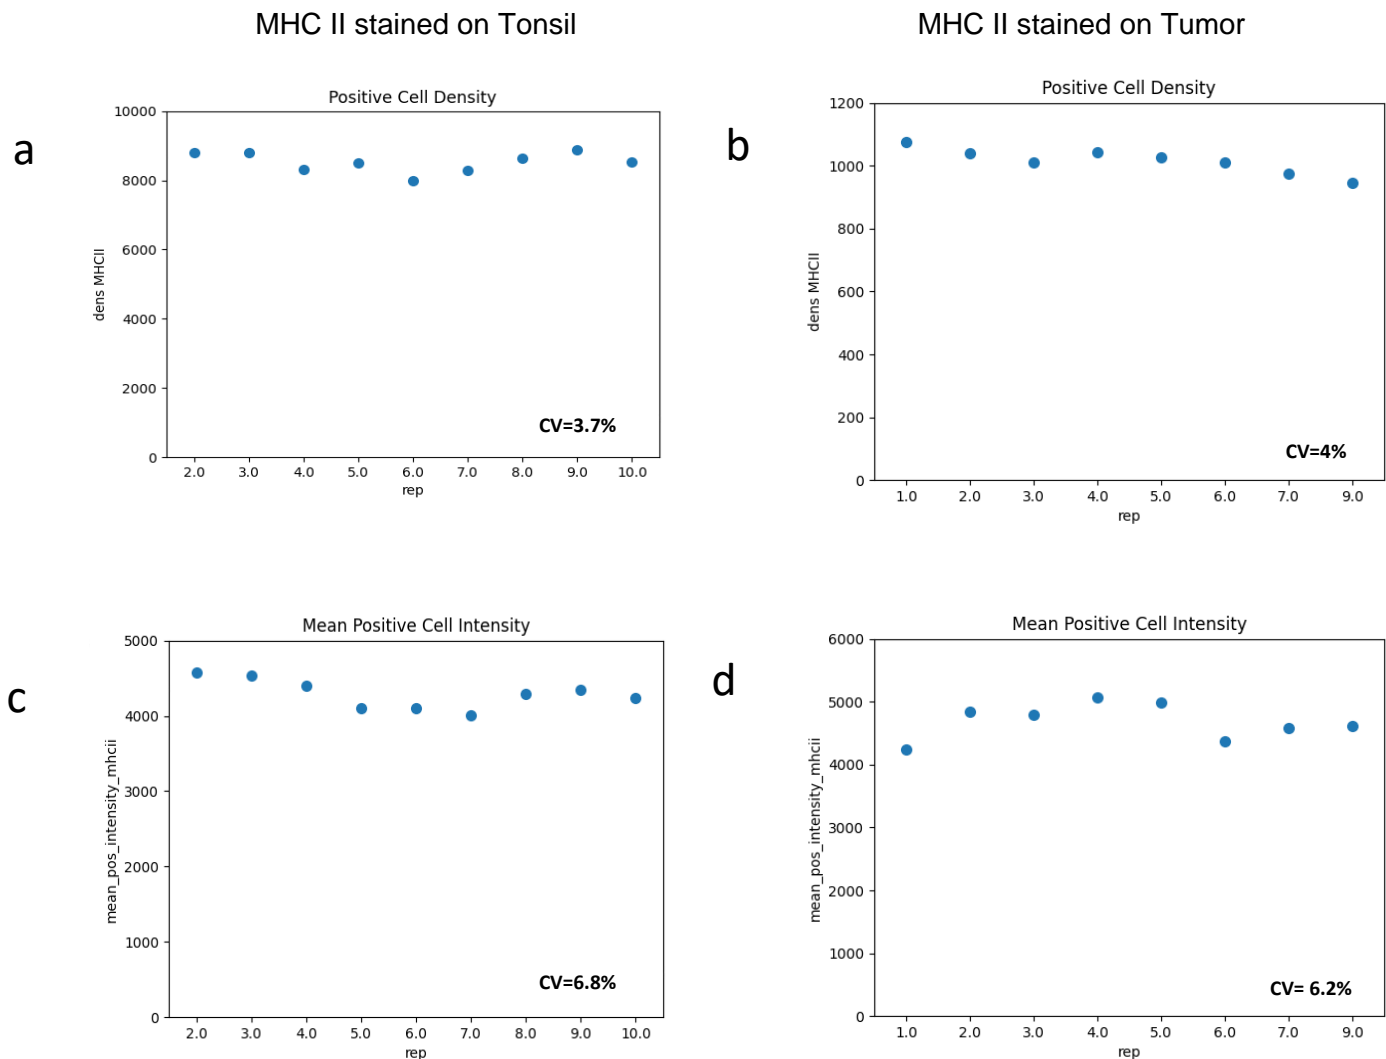 MHC II stained on Tonsil
MHC II stained on Tumor
a
Positive Cell Density
10000
8000
6000
4000
2000
0
dens MHCII
CV=3.7%
2.0 3.0 4.0 5.0 6.0 7.0 8.0 9.0 10.0
rep
b
Positive Cell Density
1200
1000
800
600
400
200
0
dens MHCII
CV=4%
1.0 2.0 3.0 4.0 5.0 6.0 7.0 9.0
rep
c
Mean Positive Cell Intensity
5000
4000
3000
2000
1000
0
mean_pos_intensity_mhcii
CV=6.8%
2.0 3.0 4.0 5.0 6.0 7.0 8.0 9.0 10.0
rep
d
Mean Positive Cell Intensity
6000
5000
4000
3000
2000
1000
0
mean_pos_intensity_mhcii
CV= 6.2%
1.0 2.0 3.0 4.0 5.0 6.0 7.0 9.0
rep